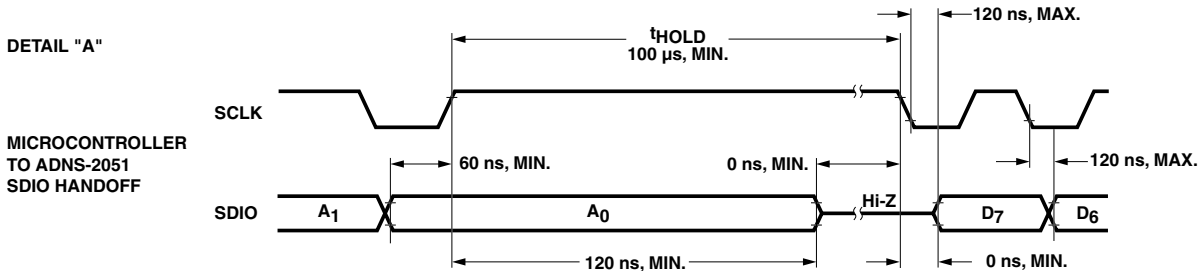 120 ns, MAX.
DETAIL "A"
tHOLD
100 µs, MIN.
SCLK
MICROCONTROLLER
TO ADNS-2051
SDIO HANDOFF
60 ns, MIN.
0 ns, MIN.
120 ns, MAX.
SDIO
A1
A0
Hi-Z
D7
D6
120 ns, MIN.
0 ns, MIN.